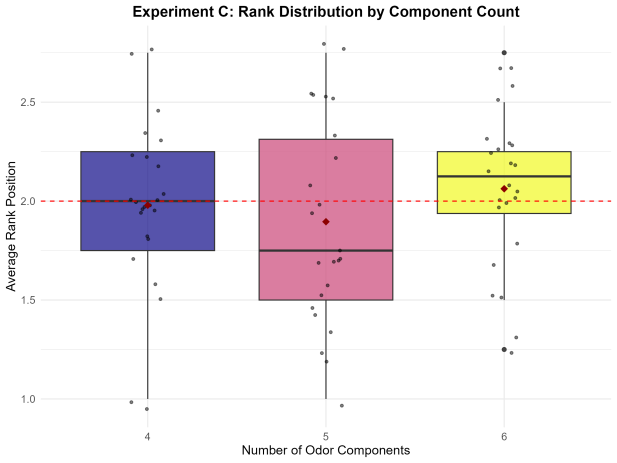 Experiment C: Rank Distribution by Component Count
Average Rank Position
2.5
2.0
1.5
1.0
4
5
6
Number of Odor Components